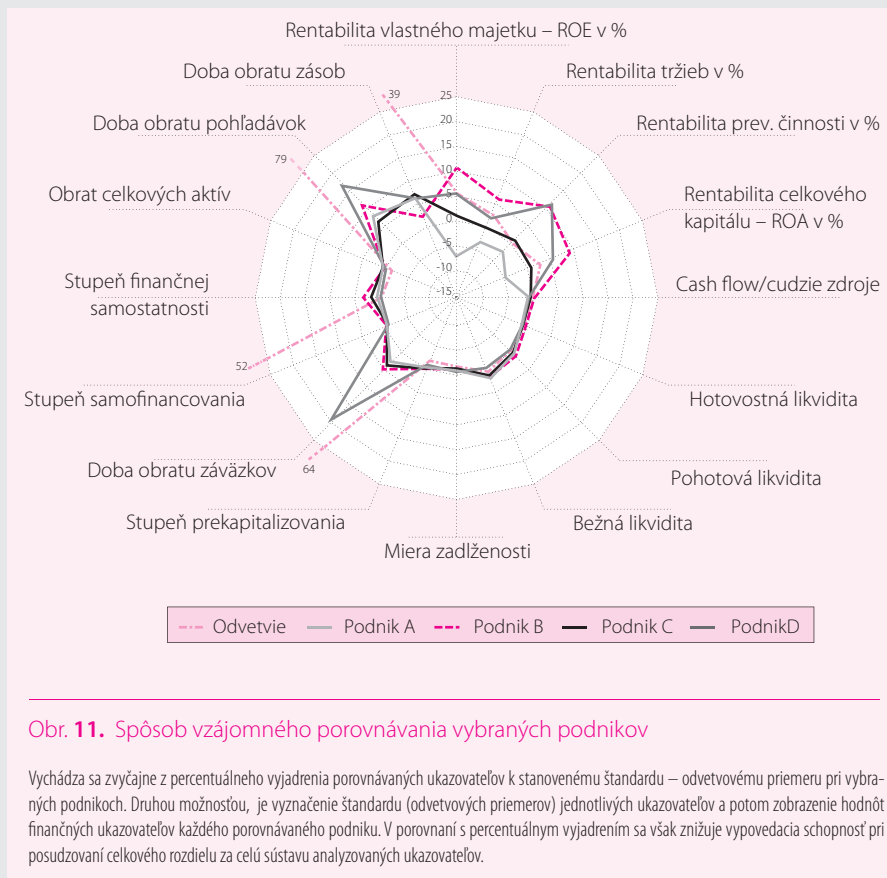 Rentabilita vlastného majetku – ROE v %
Doba obratu zásob
Rentabilita tržieb v %
39
25
20
15
10
5
0
-5
-10
-15
5
Doba obratu pohľadávok
Rentabilita prev. činnosti v %
79
Obrat celkových aktív
Rentabilita celkového
kapitálu – ROA v %
Stupeň finančnej
samostatnosti
Cash flow/cudzie zdroje
52
Stupeň samofinancovania
Hotovostná likvidita
Doba obratu záväzkov
64
Pohotová likvidita
Stupeň prekapitalizovania
Bežná likvidita
Miera zadlženosti
Odvetvie Podnik A Podnik B Podnik C PodnikD
Obr. 11. Spôsob vzájomného porovnávania vybraných podnikov
Vychádza sa zvyčajne z percentuálneho vyjadrenia porovnávaných ukazovateľov k stanovenému štandardu – odvetvovému priemeru pri vybra-
ných podnikoch. Druhou možnosťou, je vyznačenie štandardu (odvetvových priemerov) jednotlivých ukazovateľov a potom zobrazenie hodnôt
finančných ukazovateľov každého porovnávaného podniku. V porovnaní s percentuálnym vyjadrením sa však znižuje vypovedacia schopnosť pri
posudzovaní celkového rozdielu za celú sústavu analyzovaných ukazovateľov.